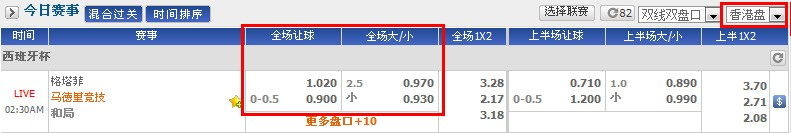 今日赛事 混合过关 时间排序 选择联赛 82 双线双盘口 香港盘
时间 赛事 全场让球 全场大/小 全场1X2 上半场让球 上半场大/小 上半1X2
西班牙杯
LIVE 02:30AM
格塔菲 1.020 2.5 0.970 3.28 0.710 1.0 0.890 3.70
马德里竞技 0-0.5 0.900 小 0.930 2.17 0-0.5 1.200 小 0.990 2.71
和局 3.18 2.08
更多盘口+10